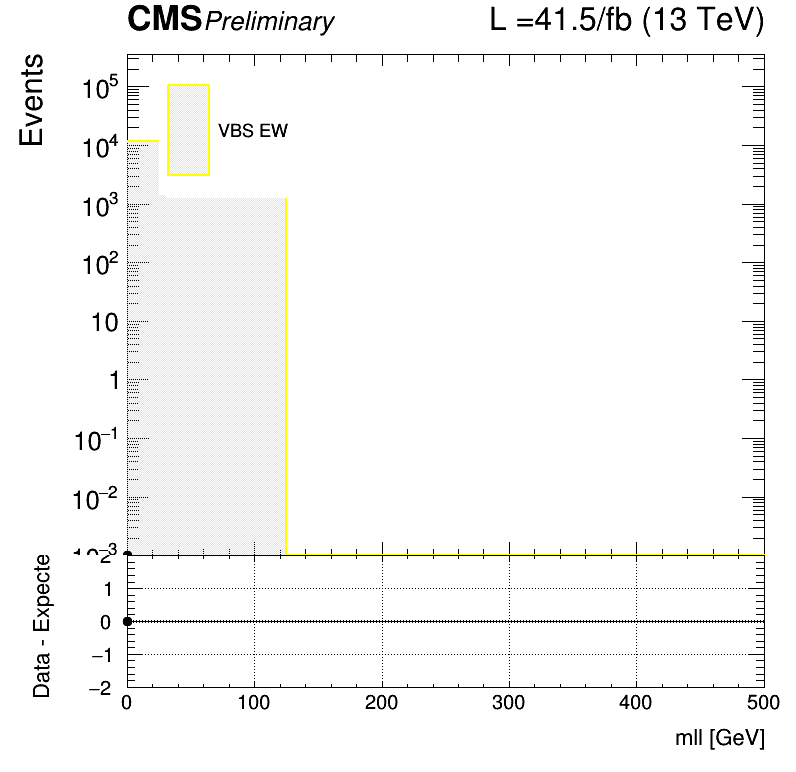 CMS Preliminary L =41.5/fb (13 TeV)
Events
10^5
VBS EW
10^4
10^3
10^2
10
1
10^−1
10^−2
2
1
0
−1
−2
Data - Expecte
0 100 200 300 400 500
mll [GeV]